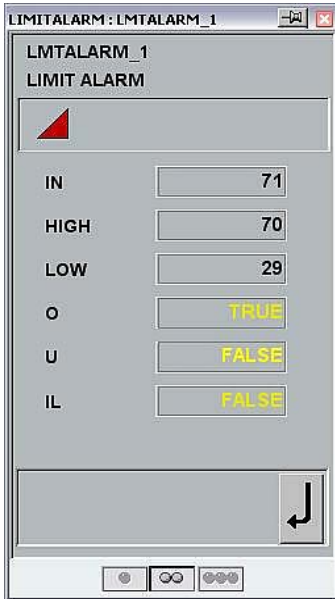 LIMITALARM : LMTALARM_1
LMTALARM_1
LIMIT ALARM
IN 71
HIGH 70
LOW 29
O TRUE
U FALSE
IL FALSE